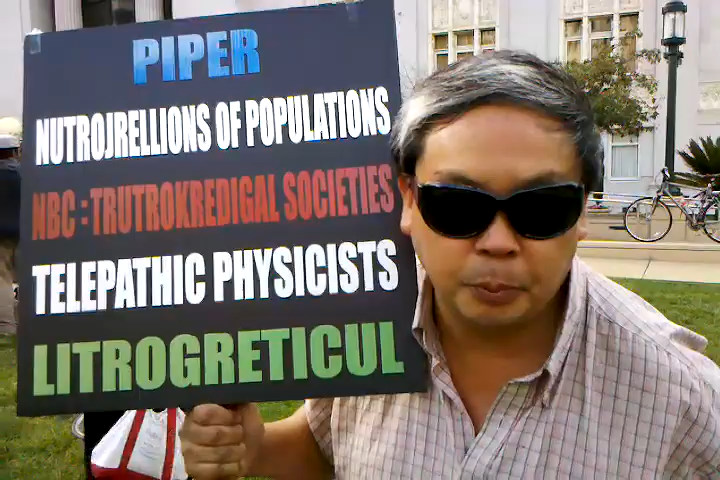 PIPER
NUTROJRELLIONS OF POPULATIONS
NBC : TRUTROKREDIGAL SOCIETIES
TELEPATHIC PHYSICISTS
LITROGRETICUL